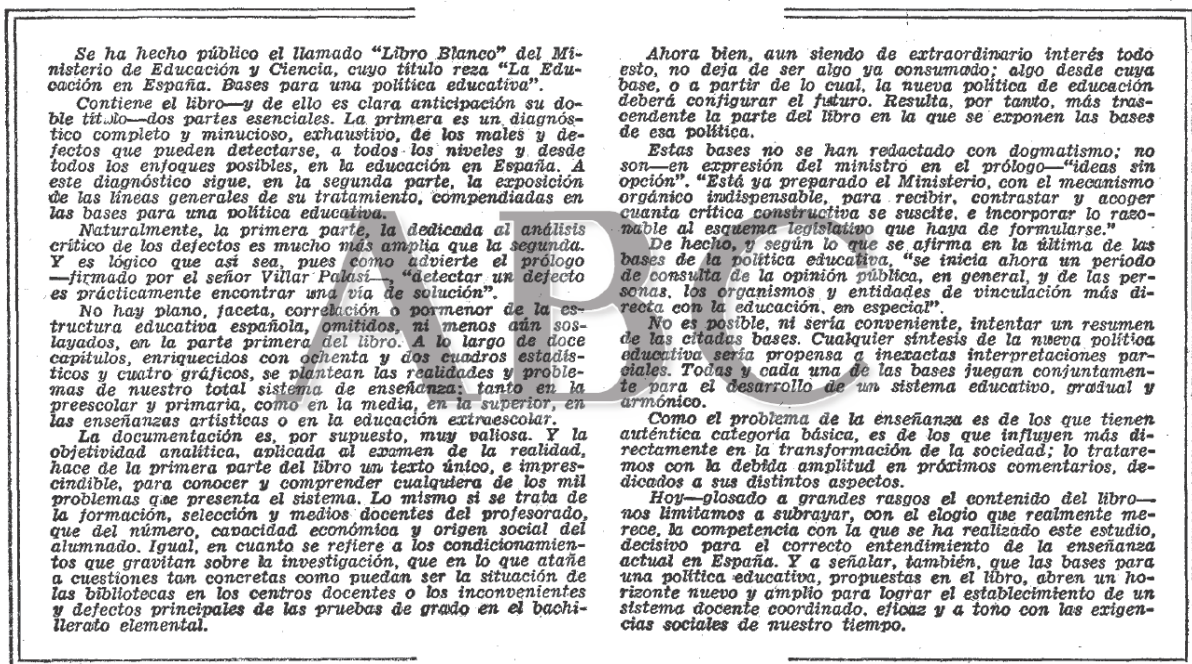 Se ha hecho público el llamado "Libro Blanco" del Mi-
nisterio de Educación y Ciencia, cuyo título reza "La Edu-
cación en España. Bases para una política educativa".
Contiene el libro—y de ello es clara anticipación su do-
ble título—dos partes esenciales. La primera es un diagnós-
tico completo y minucioso, exhaustivo, de los males y de-
fectos que pueden detectarse, a todos los niveles y desde
todos los enfoques posibles, en la educación en España. A
este diagnóstico sigue, en la segunda parte, la exposición
de las líneas generales de su tratamiento, compendiadas en
las bases para una política educativa.
Naturalmente, la primera parte, la dedicada al análisis
crítico de los defectos es mucho más amplia que la segunda.
Y es lógico que así sea, pues como advierte el prólogo
—firmado por el señor Villar Palasí—, "detectar un defecto
es prácticamente encontrar una vía de solución".
No hay plano, faceta, correlación o pormenor de la es-
tructura educativa española, omitidos, ni menos aún sos-
layados, en la parte primera del libro. A lo largo de doce
capítulos, enriquecidos con ochenta y dos cuadros estadís-
ticos y cuatro gráficos, se plantean las realidades y proble-
mas de nuestro total sistema de enseñanza; tanto en la
preescolar y primaria, como en la media, en la superior, en
las enseñanzas artísticas o en la educación extraescolar.
La documentación es, por supuesto, muy valiosa. Y la
objetividad analítica, aplicada al examen de la realidad,
hace de la primera parte del libro un texto único, e impres-
cindible, para conocer y comprender cualquiera de los mil
problemas que presenta el sistema. Lo mismo si se trata de
la formación, selección y medios docentes del profesorado,
que del número, capacidad económica y origen social del
alumnado. Igual, en cuanto se refiere a los condicionamien-
tos que gravitan sobre la investigación, que en lo que atañe
a cuestiones tan concretas como puedan ser la situación de
las bibliotecas en los centros docentes o los inconvenientes
y defectos principales de las pruebas de grado en el bachi-
llerato elemental.
Ahora bien, aun siendo de extraordinario interés todo
esto, no deja de ser algo ya consumado; algo desde cuya
base, o a partir de lo cual, la nueva política de educación
deberá configurar el futuro. Resulta, por tanto, más tras-
cendente la parte del libro en la que se exponen las bases
de esa política.
Estas bases no se han redactado con dogmatismo; no
son—en expresión del ministro en el prólogo—"ideas sin
opción". "Está ya preparado el Ministerio, con el mecanismo
orgánico indispensable, para recibir, contrastar y acoger
cuanta crítica constructiva se suscite, e incorporar lo razo-
nable al esquema legislativo que haya de formularse."
De hecho, y según lo que se afirma en la última de las
bases de la política educativa, "se inicia ahora un período
de consulta de la opinión pública, en general, y de las per-
sonas, los organismos y entidades de vinculación más di-
recta con la educación, en especial".
No es posible, ni sería conveniente, intentar un resumen
de las citadas bases. Cualquier síntesis de la nueva política
educativa sería propensa a inexactas interpretaciones par-
ciales. Todas y cada una de las bases juegan conjuntamen-
te para el desarrollo de un sistema educativo, gradual y
armónico.
Como el problema de la enseñanza es de los que tienen
auténtica categoría básica, es de los que influyen más di-
rectamente en la transformación de la sociedad; lo tratare-
mos con la debida amplitud en próximos comentarios, de-
dicados a sus distintos aspectos.
Hoy—glosado a grandes rasgos el contenido del libro—
nos limitamos a subrayar, con el elogio que realmente me-
rece, la competencia con la que se ha realizado este estudio,
decisivo para el correcto entendimiento de la enseñanza
actual en España. Y a señalar, también, que las bases para
una política educativa, propuestas en el libro, abren un ho-
rizonte nuevo y amplio para lograr el establecimiento de un
sistema docente coordinado, eficaz y a tono con las exigen-
cias sociales de nuestro tiempo.
ABC